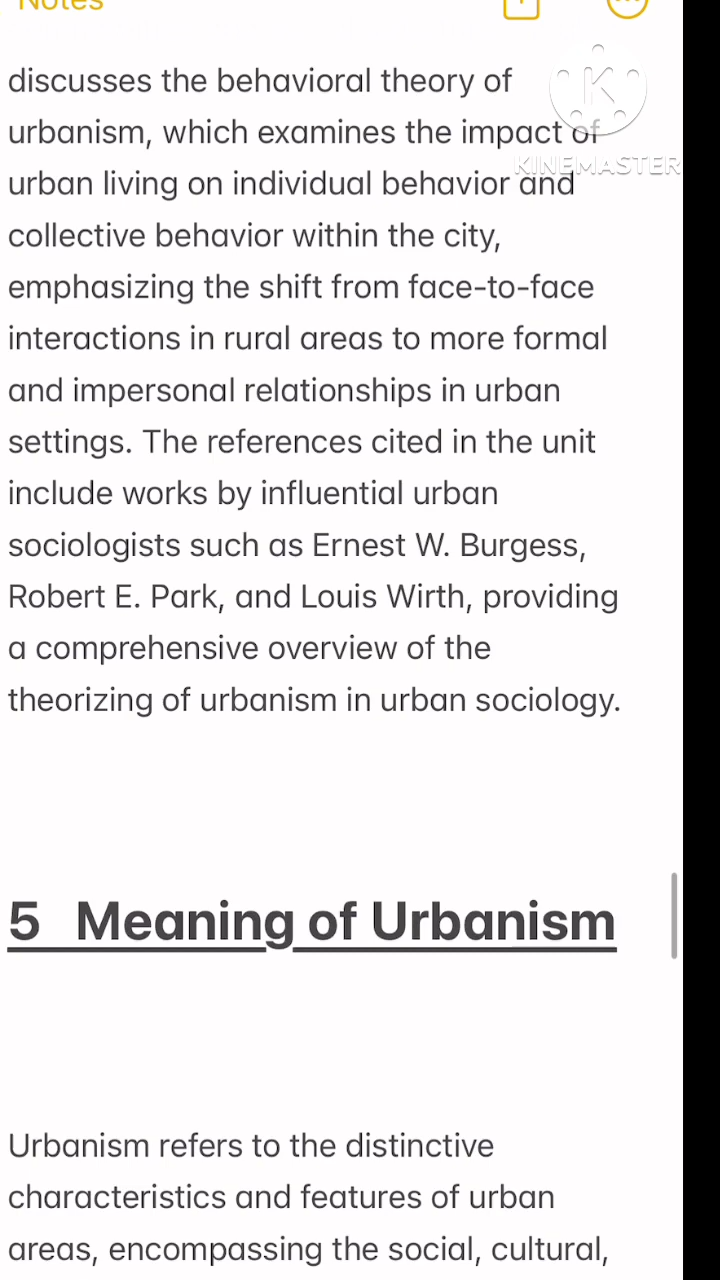 Notes
discusses the behavioral theory of
urbanism, which examines the impact of
urban living on individual behavior and
collective behavior within the city,
emphasizing the shift from face-to-face
interactions in rural areas to more formal
and impersonal relationships in urban
settings. The references cited in the unit
include works by influential urban
sociologists such as Ernest W. Burgess,
Robert E. Park, and Louis Wirth, providing
a comprehensive overview of the
theorizing of urbanism in urban sociology.
5 Meaning of Urbanism
Urbanism refers to the distinctive
characteristics and features of urban
areas, encompassing the social, cultural,
K
KINEMASTER